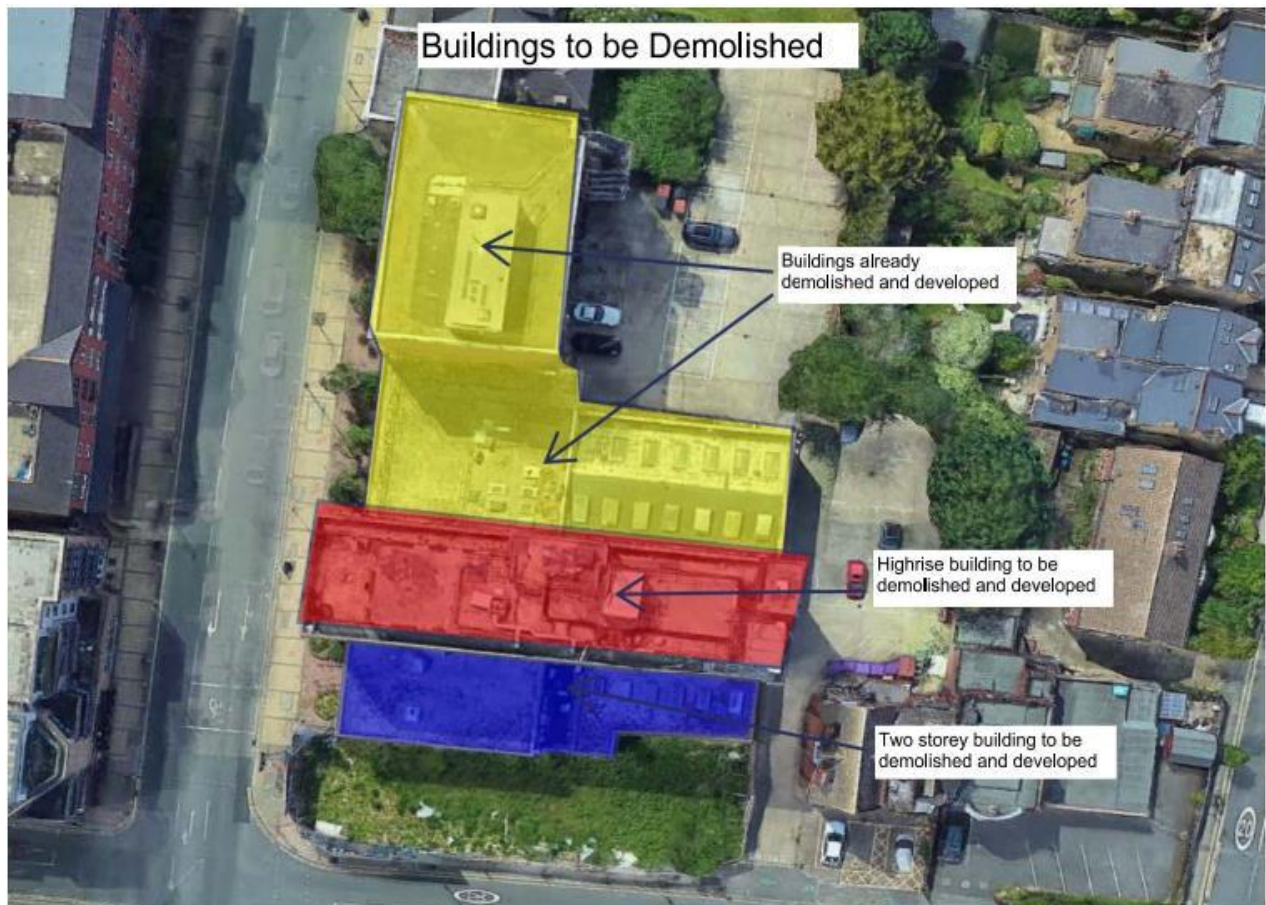 Buildings to be Demolished
Buildings already
demolished and developed
Highrise building to be
demolished and developed
Two storey building to be
demolished and developed
20